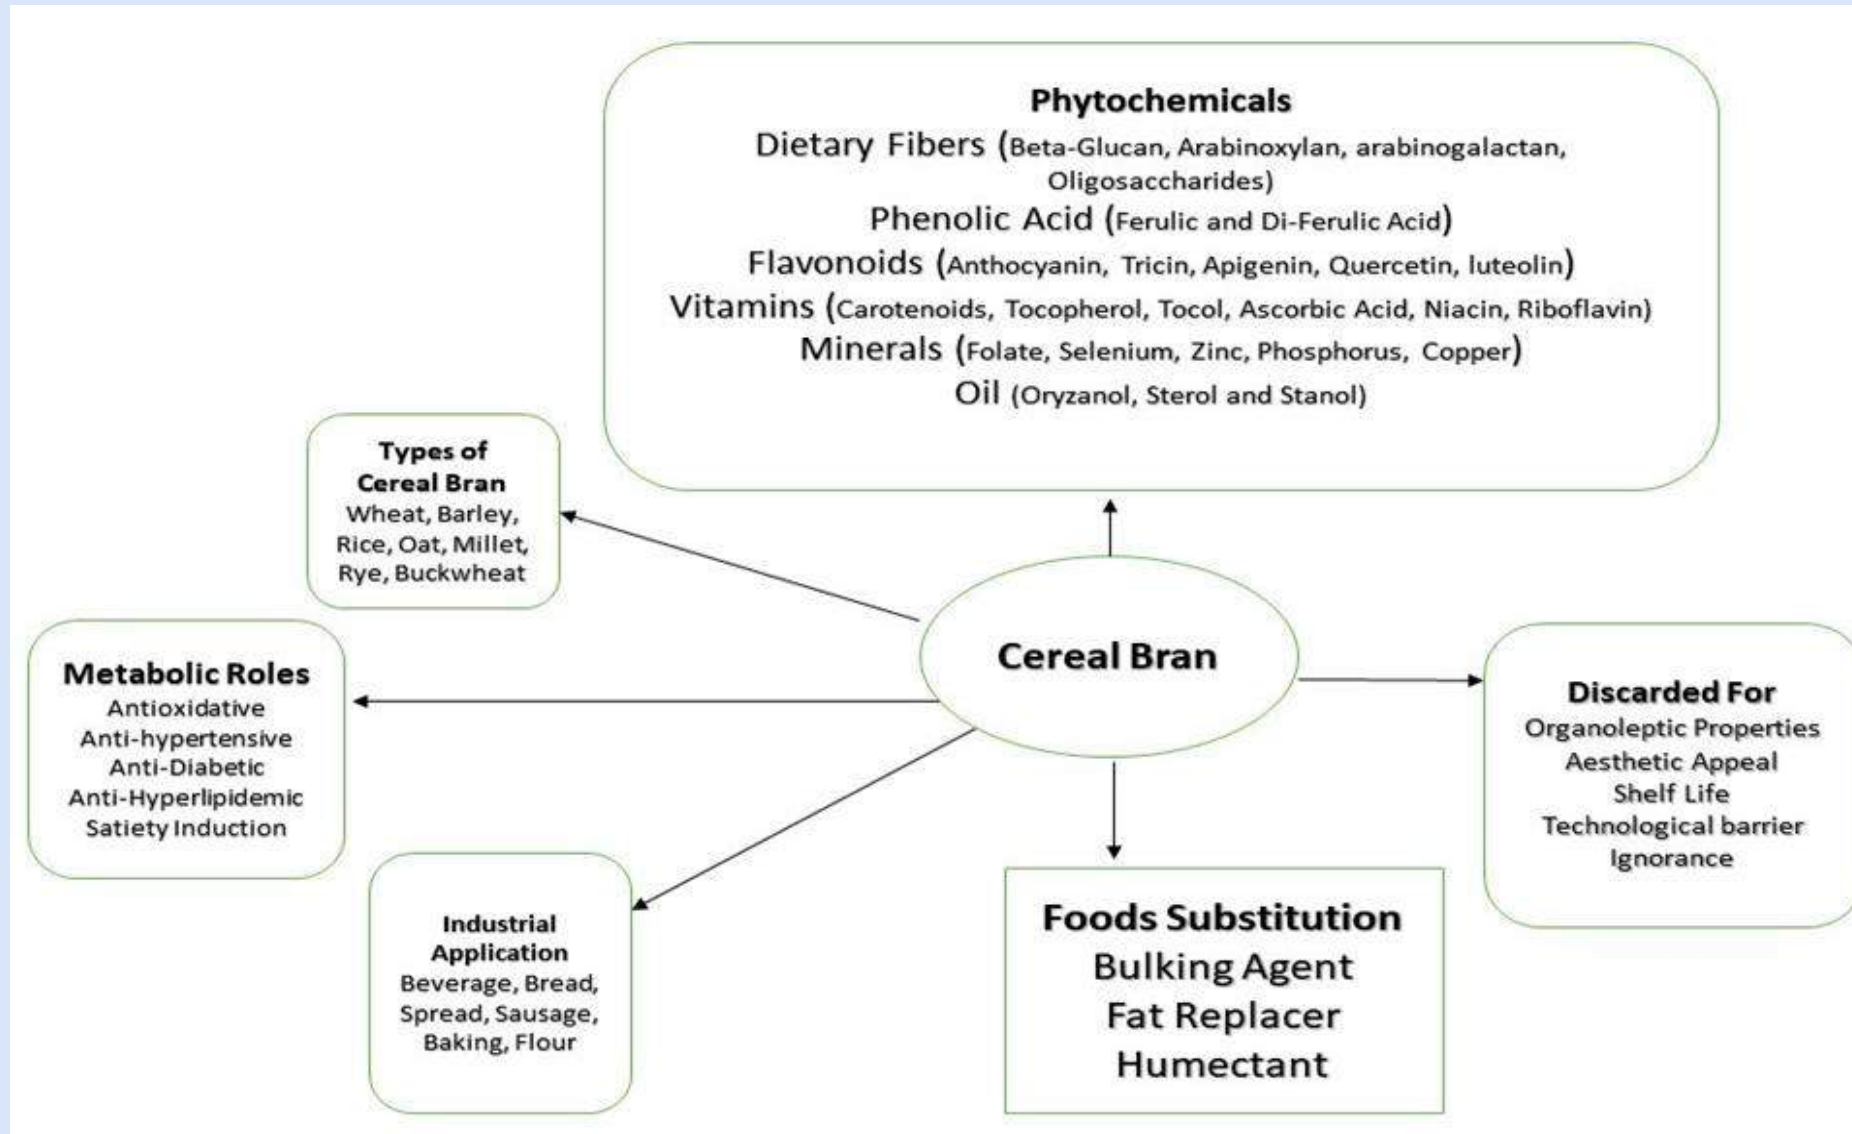 Phytochemicals
Dietary Fibers (Beta-Glucan, Arabinoxylan, arabinogalactan,
Oligosaccharides)
Phenolic Acid (Ferulic and Di-Ferulic Acid)
Flavonoids (Anthocyanin, Tricin, Apigenin, Quercetin, luteolin)
Vitamins (Carotenoids, Tocopherol, Tocol, Ascorbic Acid, Niacin, Riboflavin)
Minerals (Folate, Selenium, Zinc, Phosphorus, Copper)
Oil (Oryzanol, Sterol and Stanol)
Types of
Cereal Bran
Wheat, Barley,
Rice, Oat, Millet,
Rye, Buckwheat
Cereal Bran
Metabolic Roles
Antioxidative
Anti-hypertensive
Anti-Diabetic
Anti-Hyperlipidemic
Satiety Induction
Discarded For
Organoleptic Properties
Aesthetic Appeal
Shelf Life
Technological barrier
Ignorance
Industrial
Application
Beverage, Bread,
Spread, Sausage,
Baking, Flour
Foods Substitution
Bulking Agent
Fat Replacer
Humectant